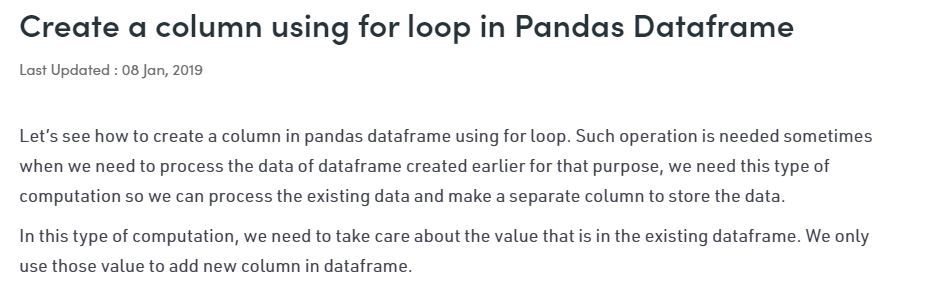 Create a column using for loop in Pandas Dataframe
Last Updated : 08 Jan, 2019
Let's see how to create a column in pandas dataframe using for loop. Such operation is needed sometimes
when we need to process the data of dataframe created earlier for that purpose, we need this type of
computation so we can process the existing data and make a separate column to store the data.
In this type of computation, we need to take care about the value that is in the existing dataframe. We only
use those value to add new column in dataframe.